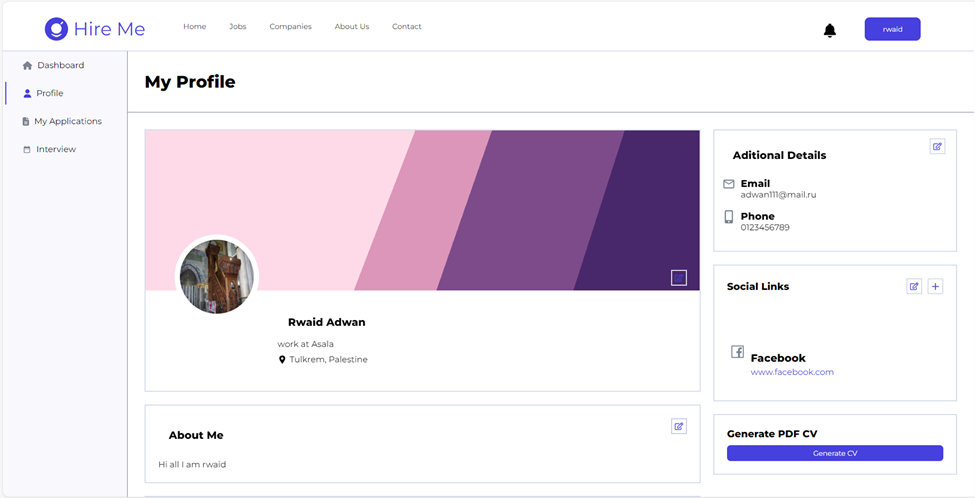 Hire Me
Home Jobs Companies About Us Contact
rwaid
Dashboard
Profile
My Applications
Interview
My Profile
Rwaid Adwan
work at Asala
Tulkrem, Palestine
About Me
Hi all I am rwaid
Aditional Details
Email
adwan111@mail.ru
Phone
0123456789
Social Links
Facebook
www.facebook.com
Generate PDF CV
Generate CV